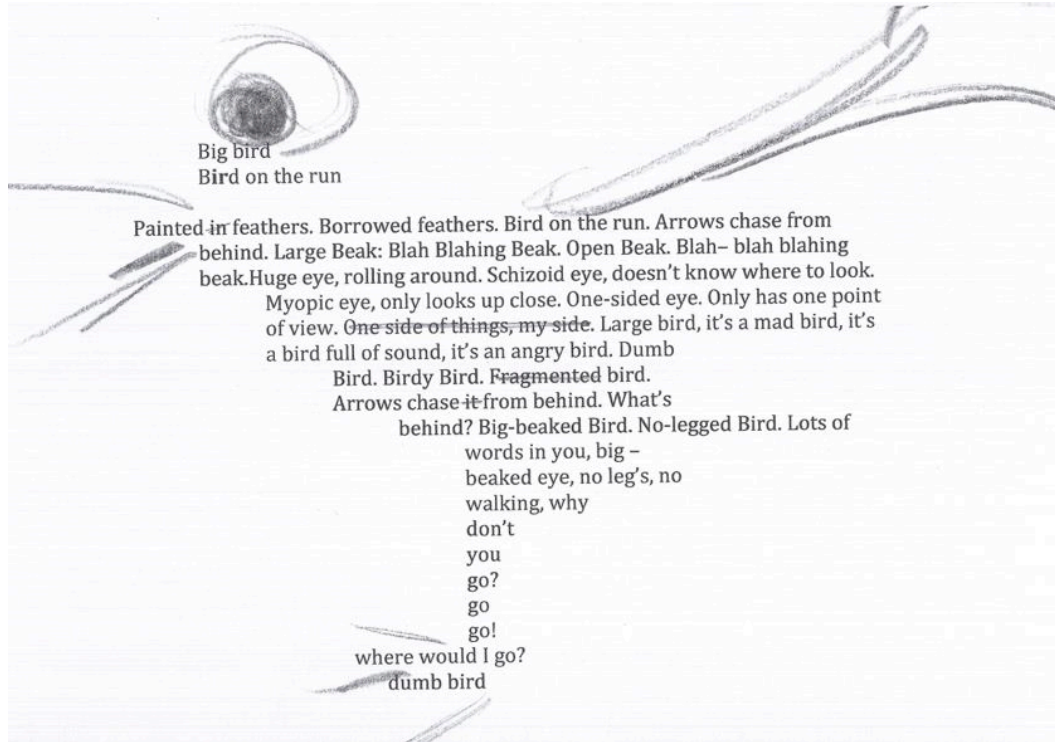 Big bird
Bird on the run
Painted in feathers. Borrowed feathers. Bird on the run. Arrows chase from
behind. Large Beak: Blah Blahing Beak. Open Beak. Blah– blah blahing
beak.Huge eye, rolling around. Schizoid eye, doesn't know where to look.
Myopic eye, only looks up close. One-sided eye. Only has one point
of view. One side of things, my side. Large bird, it's a mad bird, it's
a bird full of sound, it's an angry bird. Dumb
Bird. Birdy Bird. Fragmented bird.
Arrows chase it from behind. What's
behind? Big-beaked Bird. No-legged Bird. Lots of
words in you, big –
beaked eye, no leg's, no
walking, why
don't
you
go?
go
go!
where would I go?
dumb bird